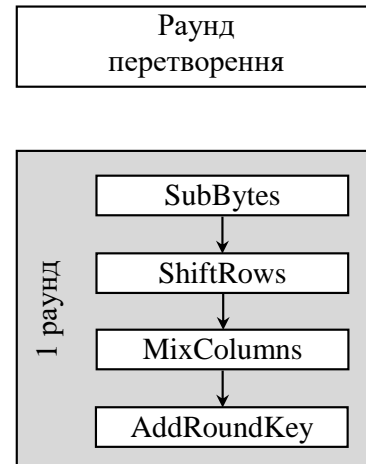 Раунд
перетворення
1 раунд
SubBytes
ShiftRows
MixColumns
AddRoundKey